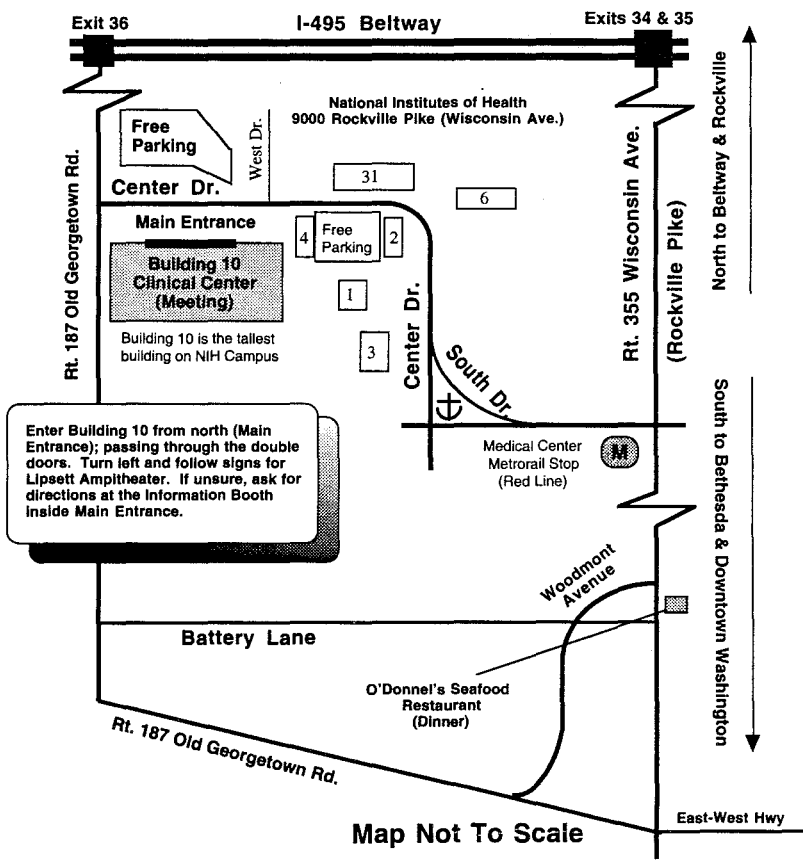 Exit 36
I-495 Beltway
Exits 34 & 35
National Institutes of Health
9000 Rockville Pike (Wisconsin Ave.)
Free
Parking
West Dr.
Center Dr.
31
6
Main Entrance
4
Free
Parking
2
Building 10
Clinical Center
(Meeting)
1
Building 10 is the tallest
building on NIH Campus
3
Center Dr.
South Dr.
Rt. 187 Old Georgetown Rd.
Rt. 355 Wisconsin Ave.
(Rockville Pike)
North to Beltway & Rockville
South to Bethesda & Downtown Washington
Enter Building 10 from north (Main
Entrance); passing through the double
doors. Turn left and follow signs for
Lipsett Ampitheater. If unsure, ask for
directions at the Information Booth
inside Main Entrance.
Medical Center
Metrorail Stop
(Red Line)
M
Woodmont
Avenue
Battery Lane
O'Donnel's Seafood
Restaurant
(Dinner)
Rt. 187 Old Georgetown Rd.
East-West Hwy
Map Not To Scale